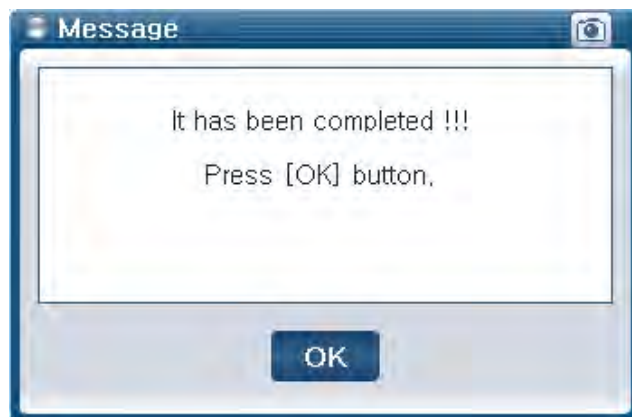 Message
It has been completed !!!
Press [OK] button,
OK